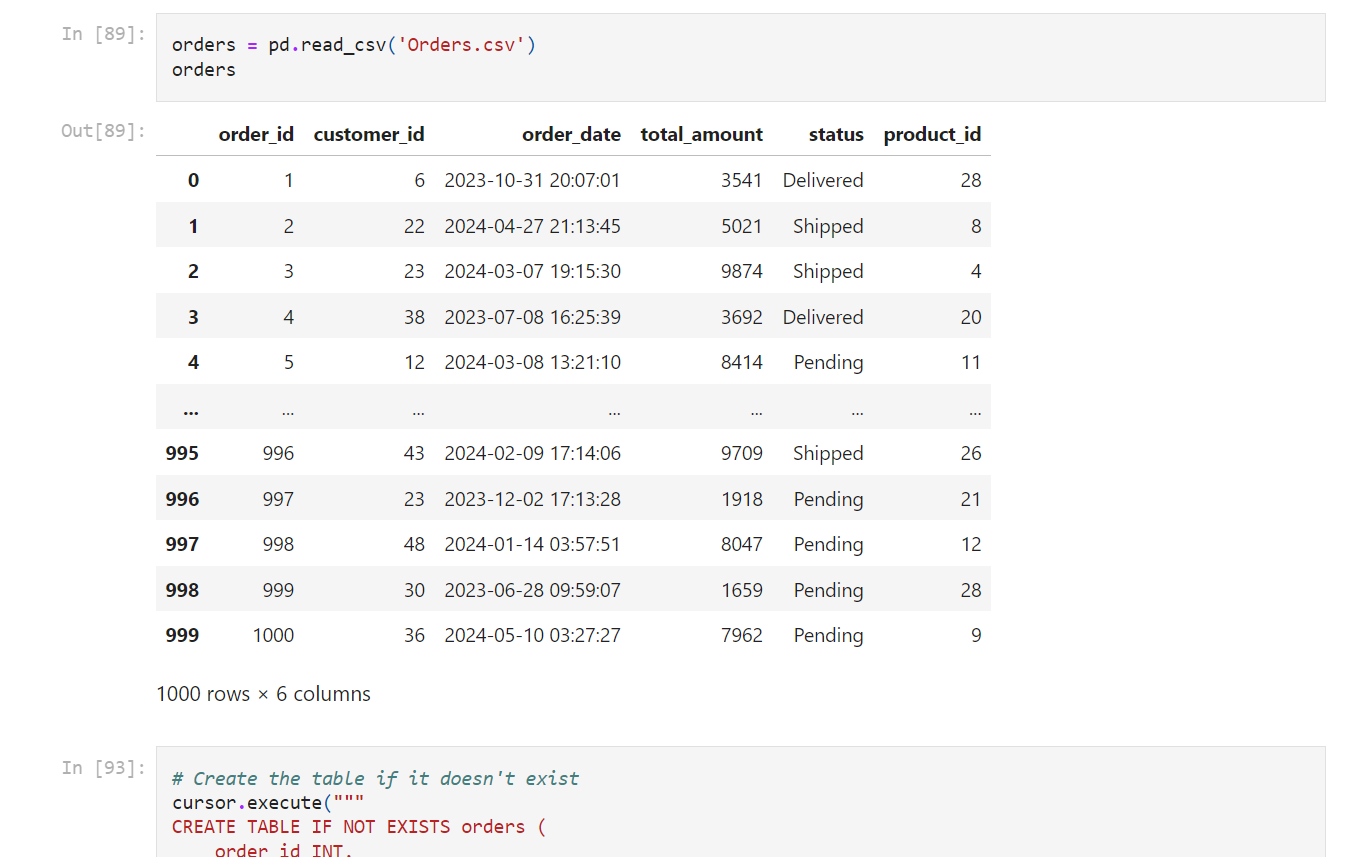 In [89]:
orders = pd.read_csv('Orders.csv')
orders
Out[89]:
order_id customer_id order_date total_amount status product_id
0 1 6 2023-10-31 20:07:01 3541 Delivered 28
1 2 22 2024-04-27 21:13:45 5021 Shipped 8
2 3 23 2024-03-07 19:15:30 9874 Shipped 4
3 4 38 2023-07-08 16:25:39 3692 Delivered 20
4 5 12 2024-03-08 13:21:10 8414 Pending 11
... ... ... ... ... ... ...
995 996 43 2024-02-09 17:14:06 9709 Shipped 26
996 997 23 2023-12-02 17:13:28 1918 Pending 21
997 998 48 2024-01-14 03:57:51 8047 Pending 12
998 999 30 2023-06-28 09:59:07 1659 Pending 28
999 1000 36 2024-05-10 03:27:27 7962 Pending 9
1000 rows × 6 columns
In [93]:
# Create the table if it doesn't exist
cursor.execute("""
CREATE TABLE IF NOT EXISTS orders (
order_id INT,